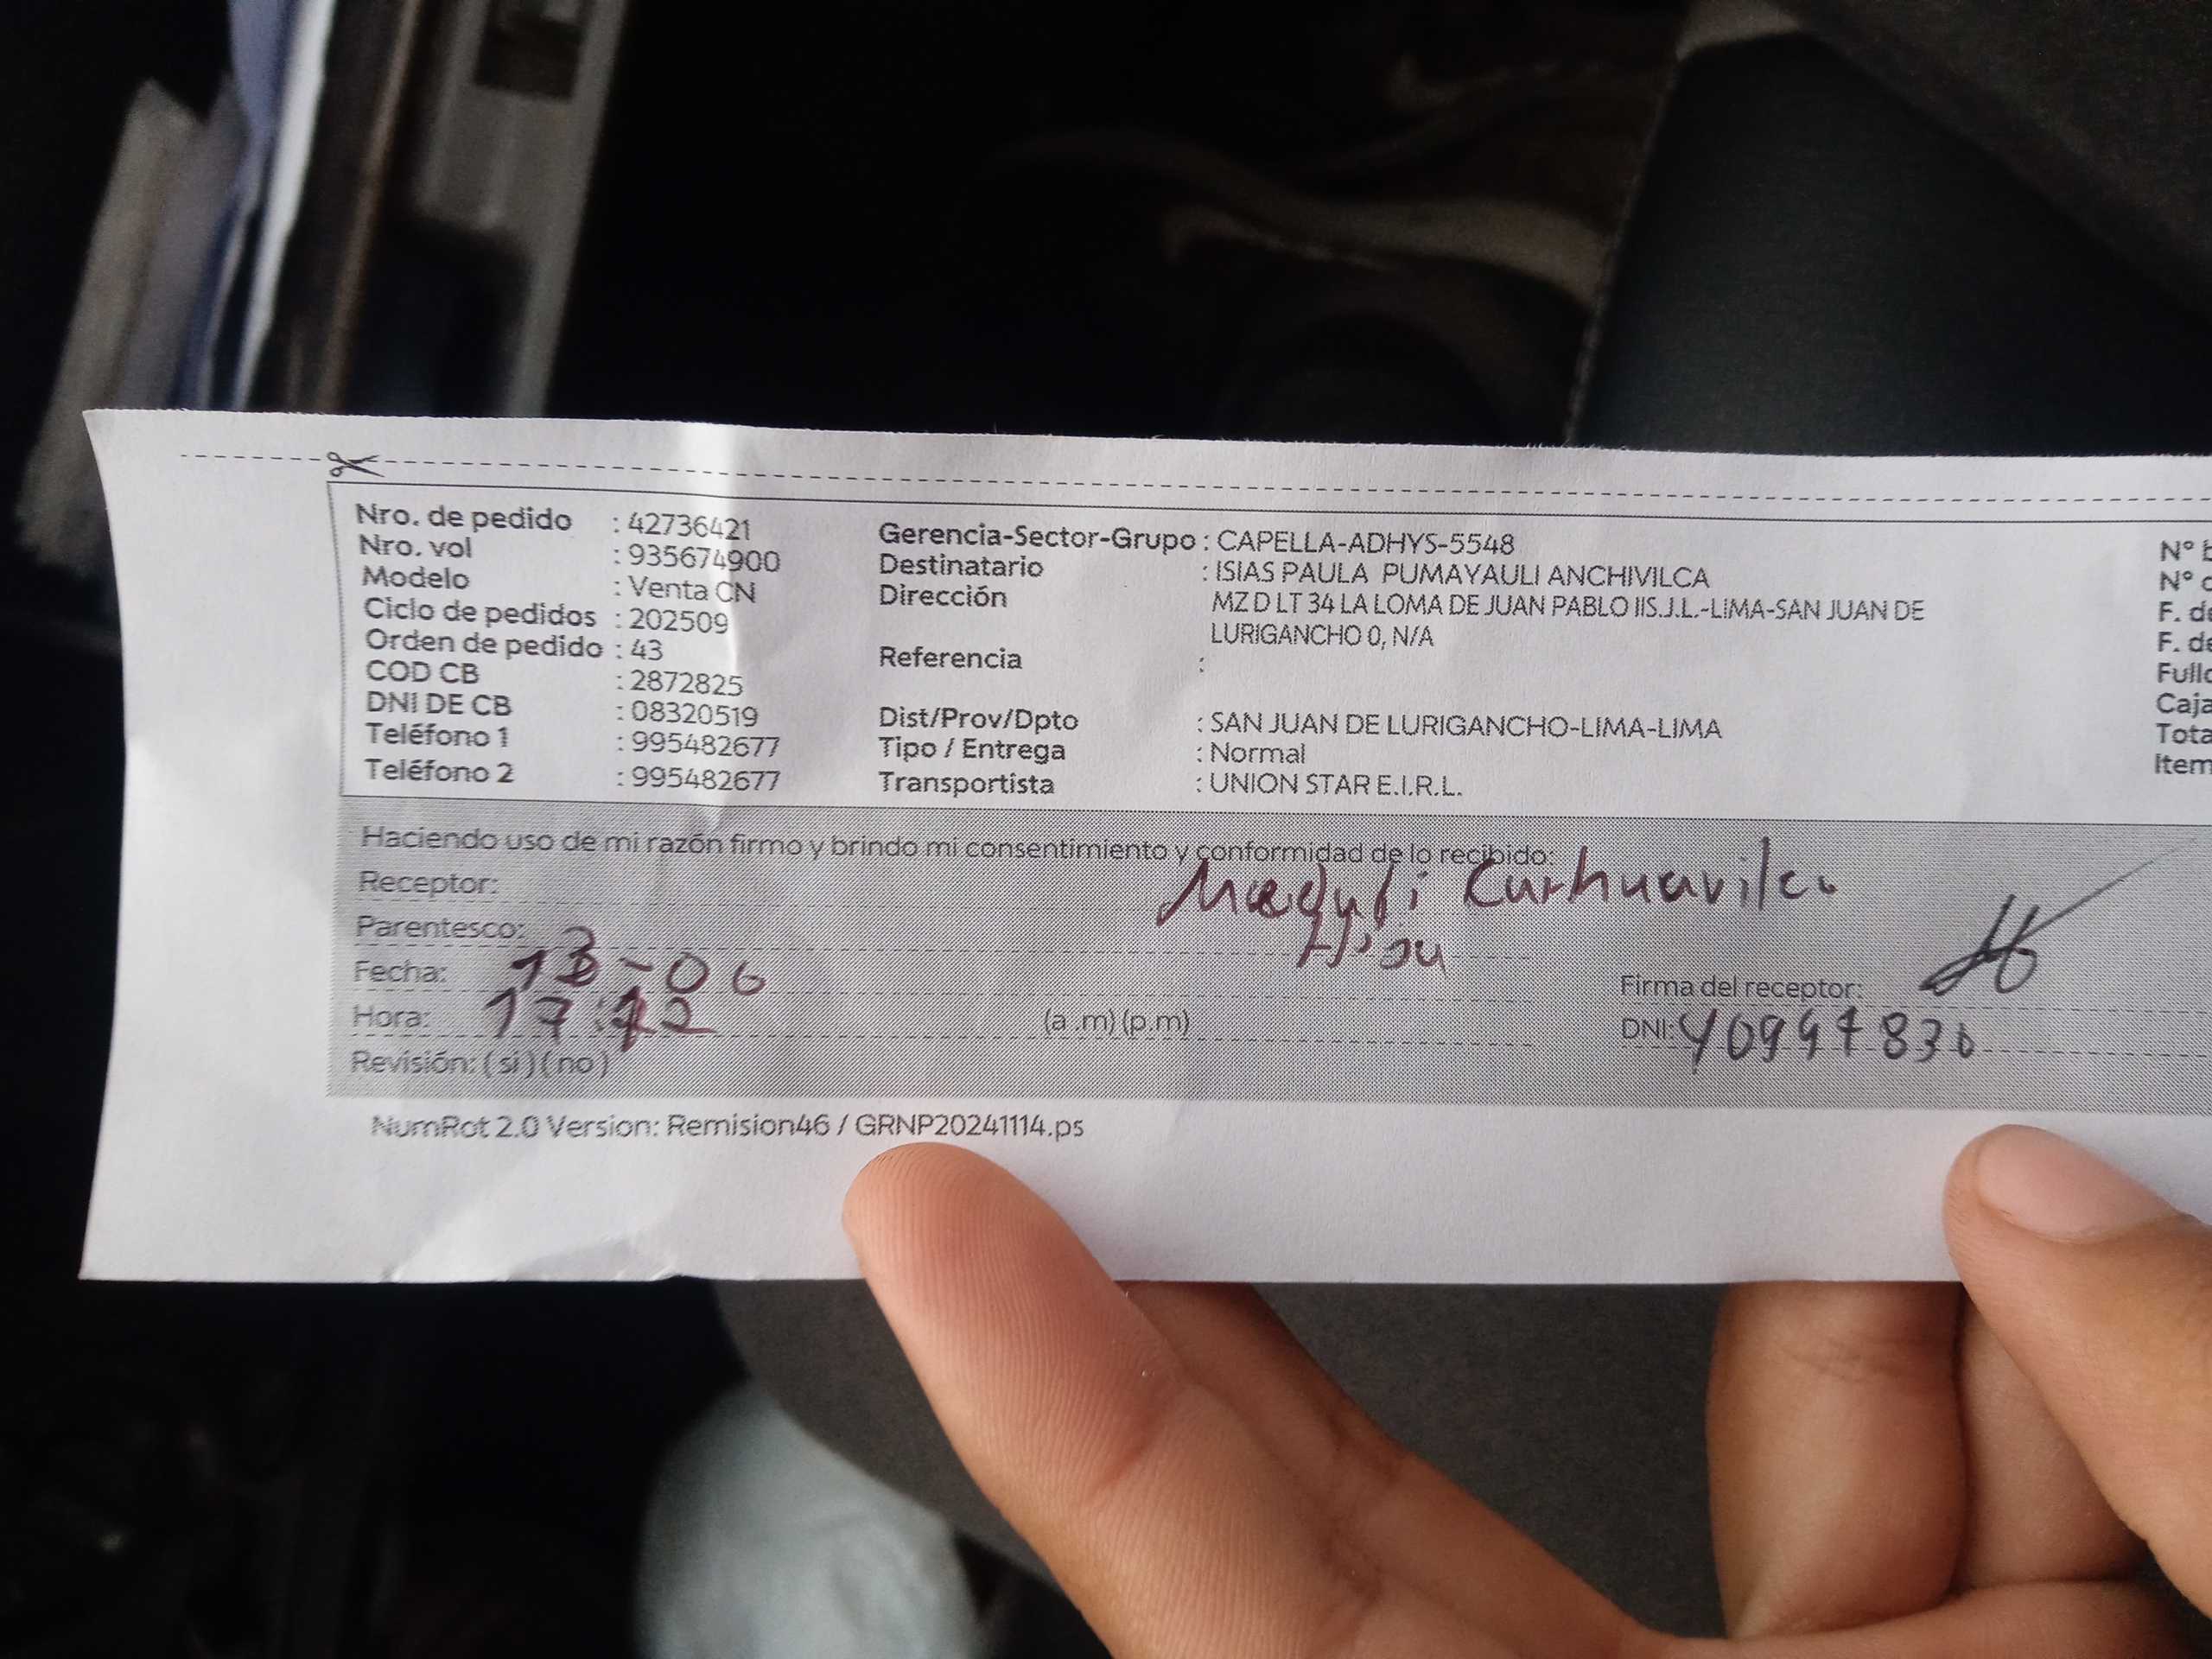 Nro. de pedido : 42736421
Nro. vol : 935674900
Modelo : Venta CN
Ciclo de pedidos : 202509
Orden de pedido : 43
COD CB : 2872825
DNI DE CB : 08320519
Teléfono 1 : 995482677
Teléfono 2 : 995482677
Gerencia-Sector-Grupo : CAPELLA-ADHYS-5548
Destinatario : ISIAS PAULA PUMAYAULI ANCHIVILCA
Dirección MZ D LT 34 LA LOMA DE JUAN PABLO IIS.J.L.-LIMA-SAN JUAN DE
LURIGANCHO 0, N/A
Referencia :
Dist/Prov/Dpto : SAN JUAN DE LURIGANCHO-LIMA-LIMA
Tipo / Entrega : Normal
Transportista : UNION STAR E.I.R.L.
N° 
N° 
F. 
F. 
Item
Haciendo uso de mi razón firmo y brindo mi consentimiento y conformidad de lo recibido:
Receptor: Carhuavilca
Parentesco: Hija
Fecha: 13-06
Hora: (a .m) (p.m)
Revisión: ( si ) ( no )
Firma del receptor:
DNI:
NumRot 2.0 Version: Remision46 / GRNP20241114.ps